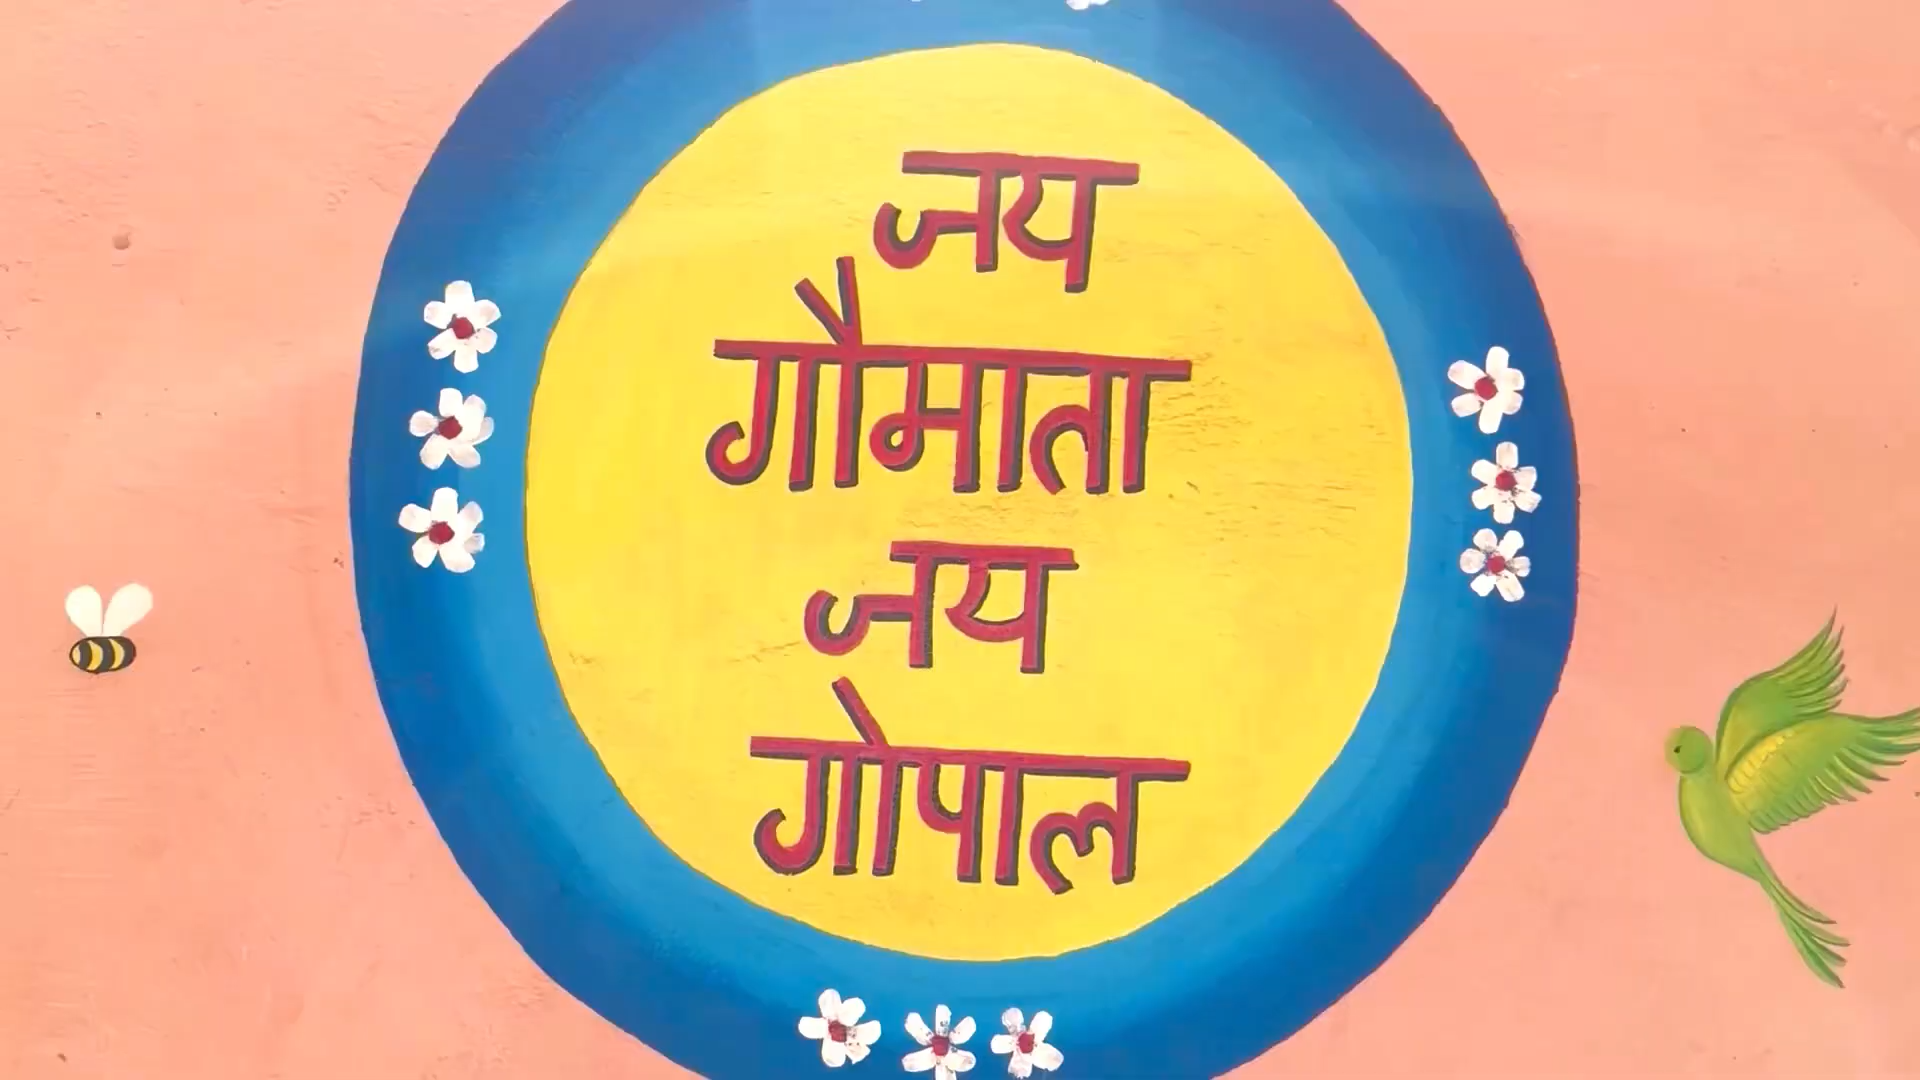 जय
गौमाता
जय
गोपाल